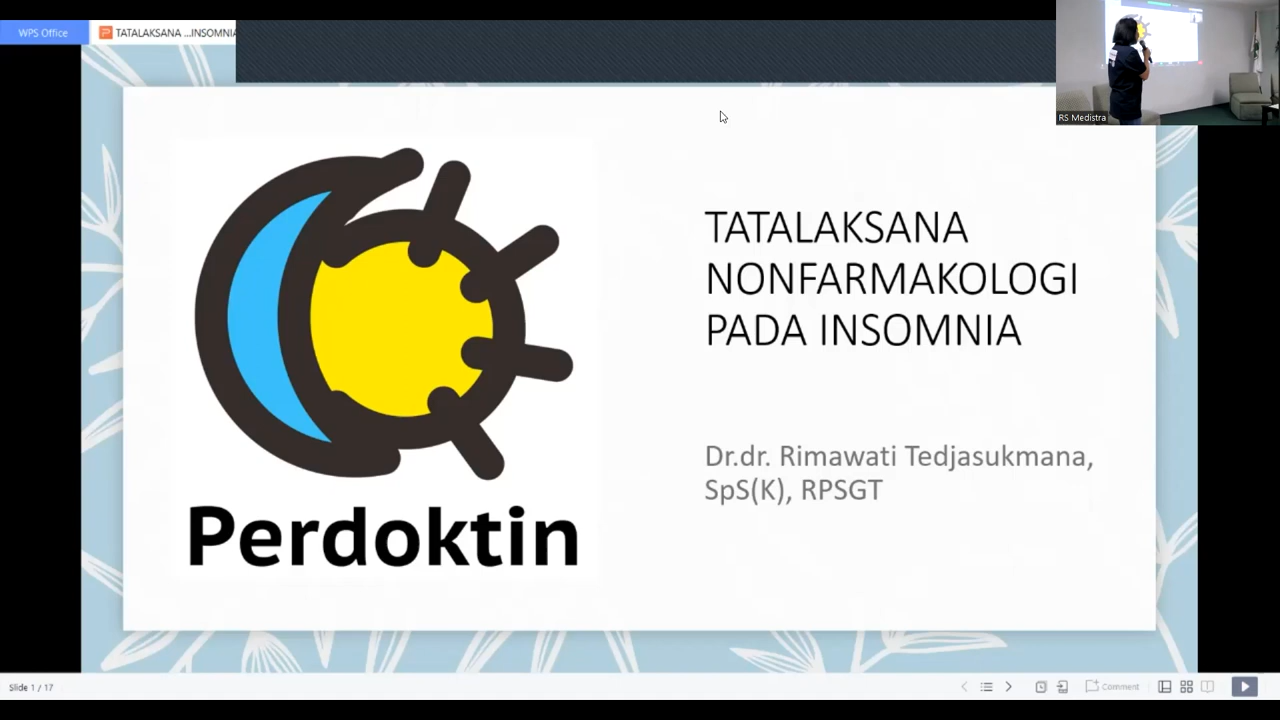 WPS Office
TATALAKSANA ...INSOMNIA
RS Medistra
TATALAKSANA
NONFARMAKOLOGI
PADA INSOMNIA
Dr.dr. Rimawati Tedjasukmana,
SpS(K), RPSGT
Perdoktin
Slide 1 / 17
Comment